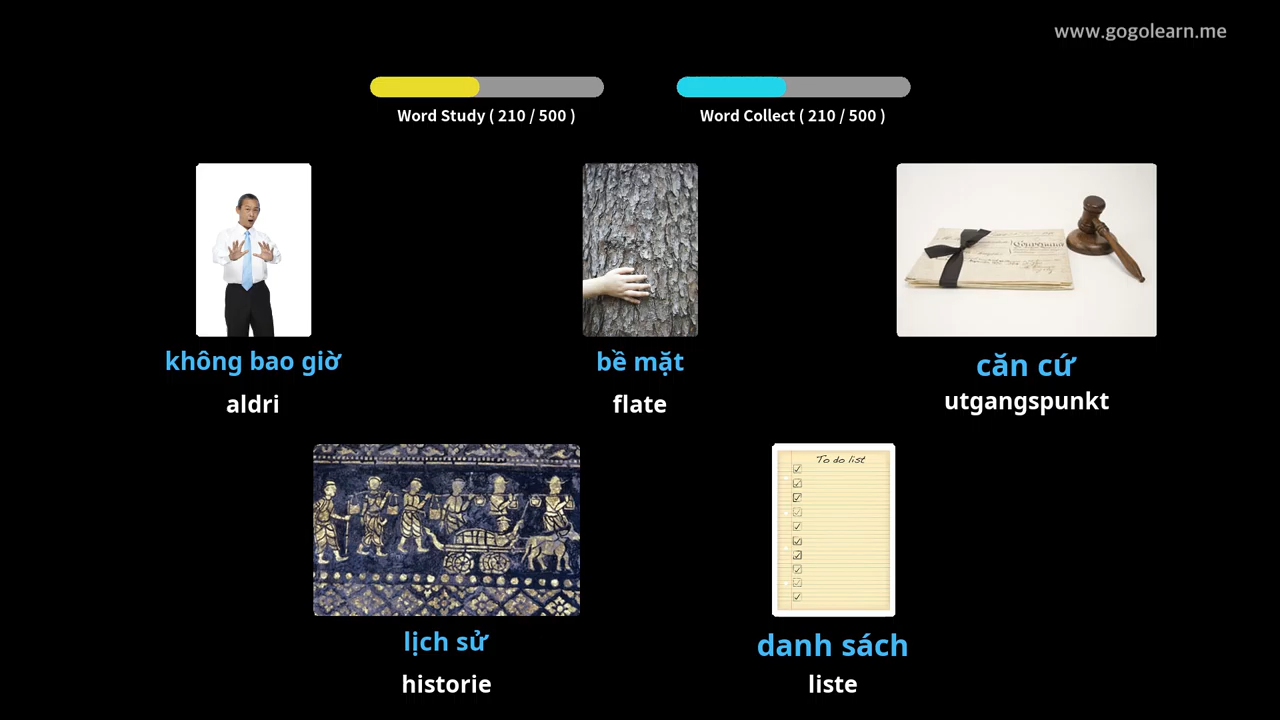 www.gogolearn.me
Word Study ( 210 / 500 )
Word Collect ( 210 / 500 )
không bao giờ
aldri
bề mặt
flate
căn cứ
utgangspunkt
To do list
lịch sử
historie
danh sách
liste